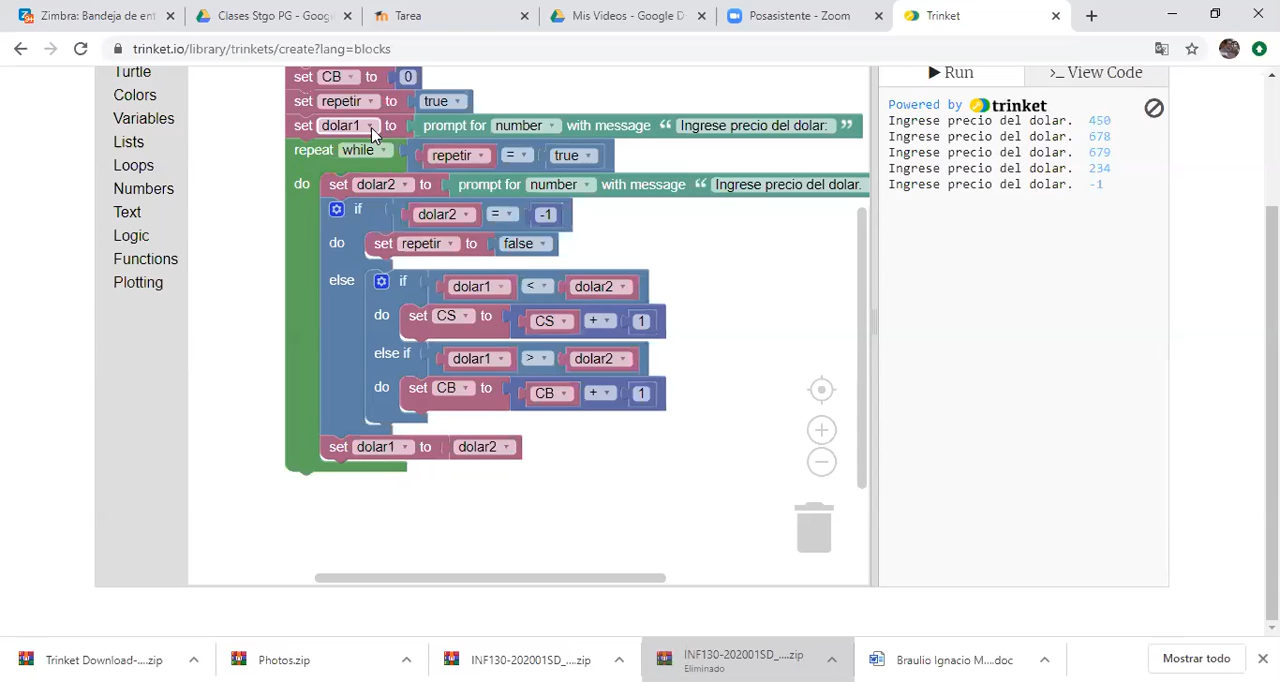 Zimbra: Bandeja de ent
Clases Stgo PG - Goog
Tarea
Mis Videos - Google D
Posasistente - Zoom
Trinket
trinket.io/library/trinkets/create?lang=blocks
Turtle
Colors
Variables
Lists
Loops
Numbers
Text
Logic
Functions
Plotting
set CB to 0
set repetir to true
set dolar1 to prompt for number with message “ Ingrese precio del dolar. ”
repeat while repetir = true
do set dolar2 to prompt for number with message “ Ingrese precio del dolar.
if dolar2 = -1
do set repetir to false
else if dolar1 < dolar2
do set CS to CS + 1
else if dolar1 > dolar2
do set CB to CB + 1
set dolar1 to dolar2
Run
>_ View Code
Powered by trinket
Ingrese precio del dolar. 450
Ingrese precio del dolar. 678
Ingrese precio del dolar. 679
Ingrese precio del dolar. 234
Ingrese precio del dolar. -1
Trinket Download-....zip
Photos.zip
INF130-202001SD_....zip
INF130-202001SD_....zip
Eliminado
Braulio Ignacio M....doc
Mostrar todo